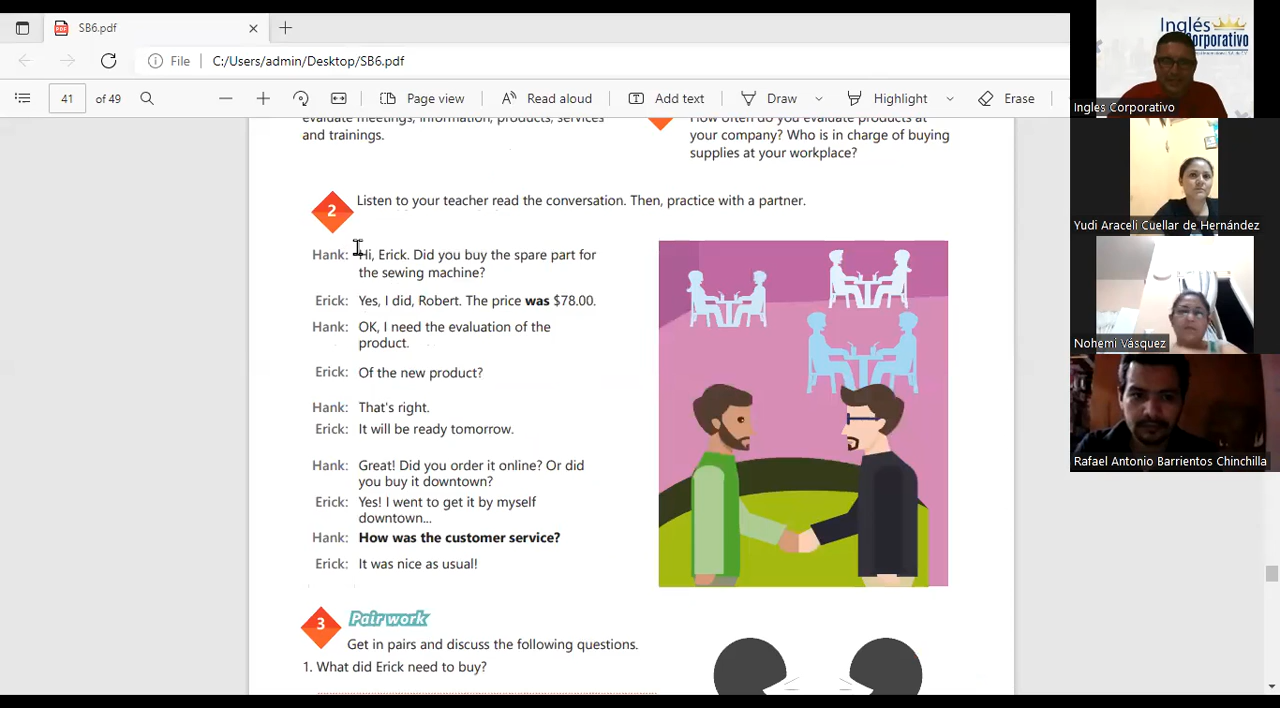 SB6.pdf
File C:/Users/admin/Desktop/SB6.pdf
41 of 49 Page view Read aloud Add text Draw Highlight Erase
evaluate meetings, information, products, services
and trainings.
How often do you evaluate products at
your company? Who is in charge of buying
supplies at your workplace?
2 Listen to your teacher read the conversation. Then, practice with a partner.
Hank: Hi, Erick. Did you buy the spare part for
the sewing machine?
Erick: Yes, I did, Robert. The price was $78.00.
Hank: OK, I need the evaluation of the
product.
Erick: Of the new product?
Hank: That's right.
Erick: It will be ready tomorrow.
Hank: Great! Did you order it online? Or did
you buy it downtown?
Erick: Yes! I went to get it by myself
downtown...
Hank: How was the customer service?
Erick: It was nice as usual!
3 Pair work
Get in pairs and discuss the following questions.
1. What did Erick need to buy?
Inglés
Corporativo
Ingles Corporativo
Yudi Araceli Cuellar de Hernández
Nohemi Vásquez
Rafael Antonio Barrientos Chinchilla